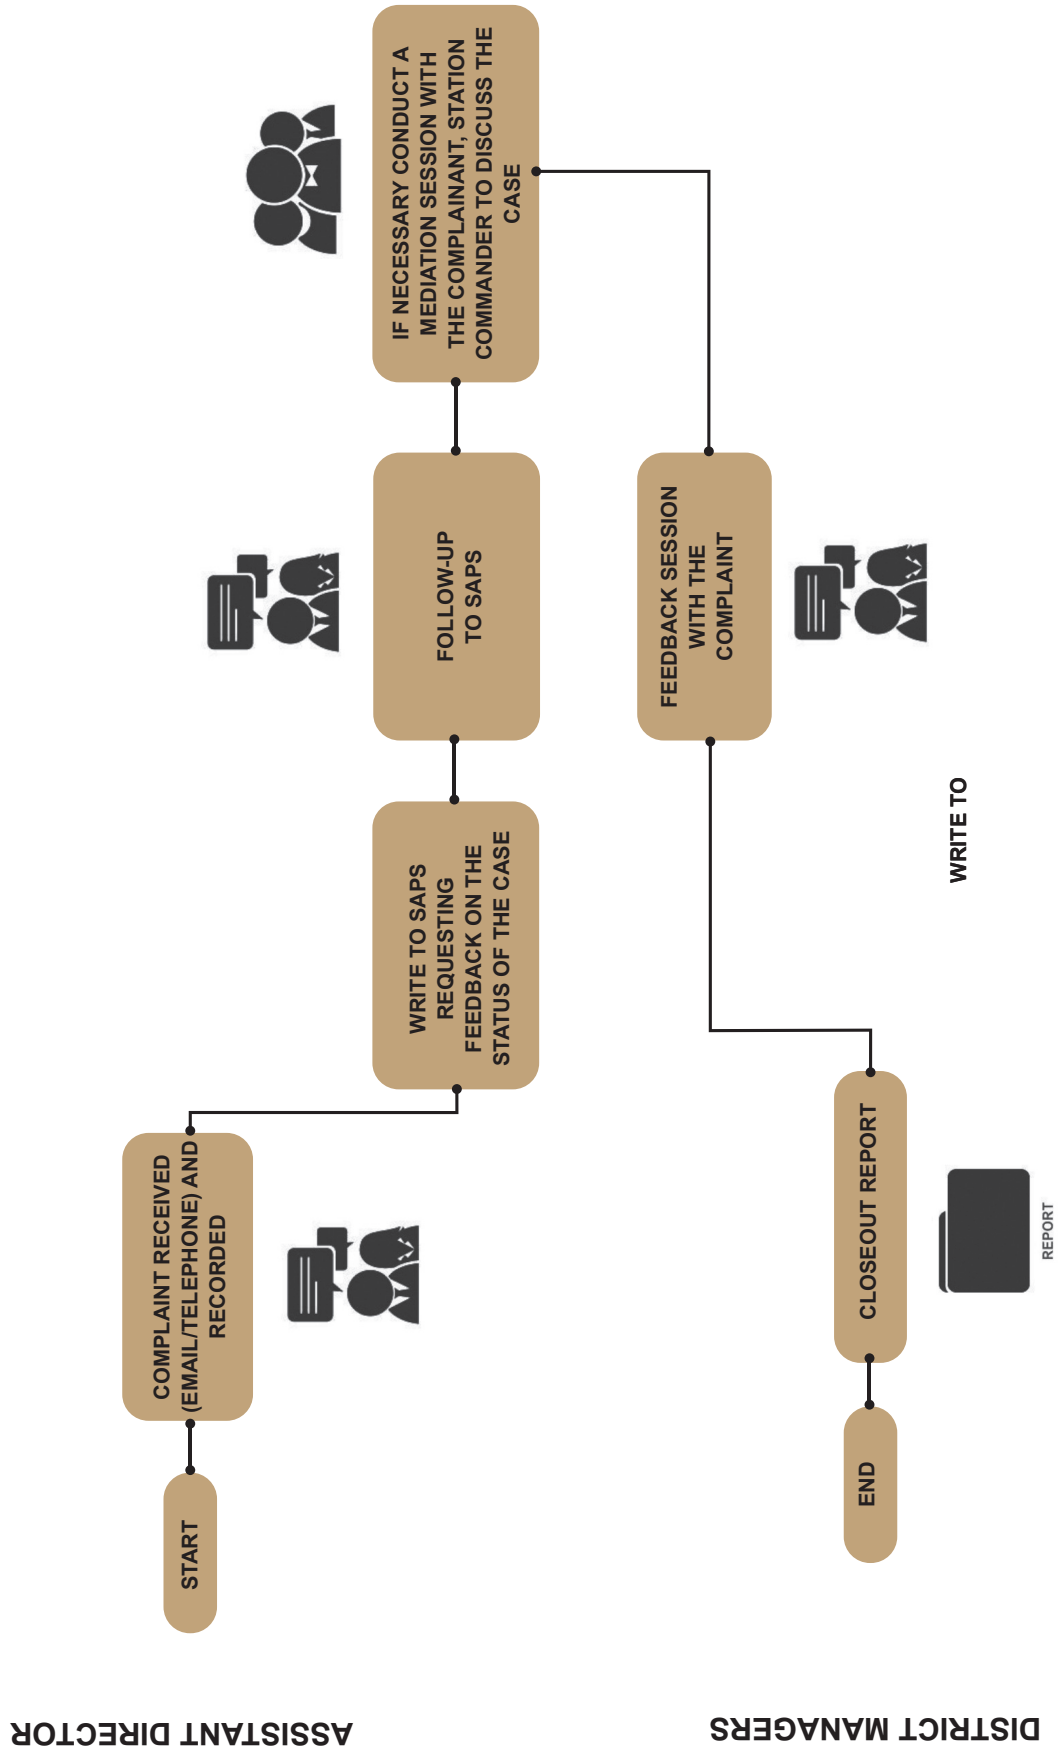 ASSISTANT DIRECTOR
START
COMPLAINT RECEIVED
(EMAIL/TELEPHONE) AND
RECORDED
WRITE TO SAPS
REQUESTING
FEEDBACK ON THE
STATUS OF THE CASE
FOLLOW-UP
TO SAPS
IF NECESSARY CONDUCT A
MEDIATION SESSION WITH
THE COMPLAINANT, STATION
COMMANDER TO DISCUSS THE
CASE
DISTRICT MANAGERS
FEEDBACK SESSION
WITH THE
COMPLAINT
WRITE TO
CLOSEOUT REPORT
REPORT
END